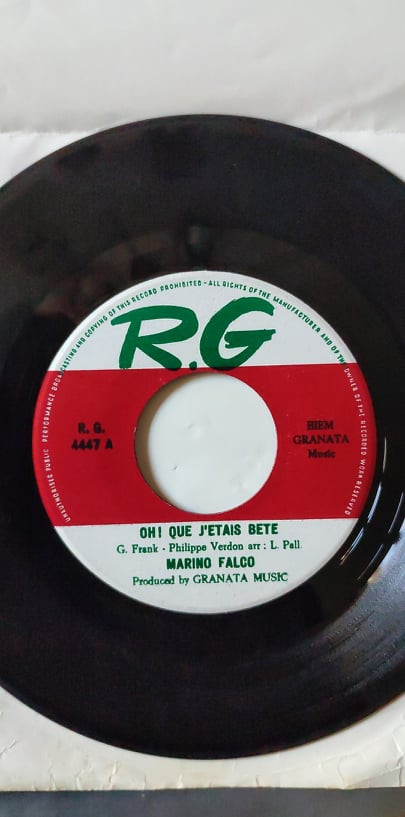 UNAUTHORISED PUBLIC PERFORMANCE BROADCASTING AND COPYING OF THIS RECORD PROHIBITED - ALL RIGHTS OF THE MANUFACTURER AND OF THE OWNER OF THE RECORDED WORK RESERVED
R.G
R. G.
4447 A
BIEM
GRANATA
Music
OH! QUE J'ETAIS BETE
G. Frank - Philippe Verdon arr : L. Pall.
MARINO FALCO
Produced by GRANATA MUSIC